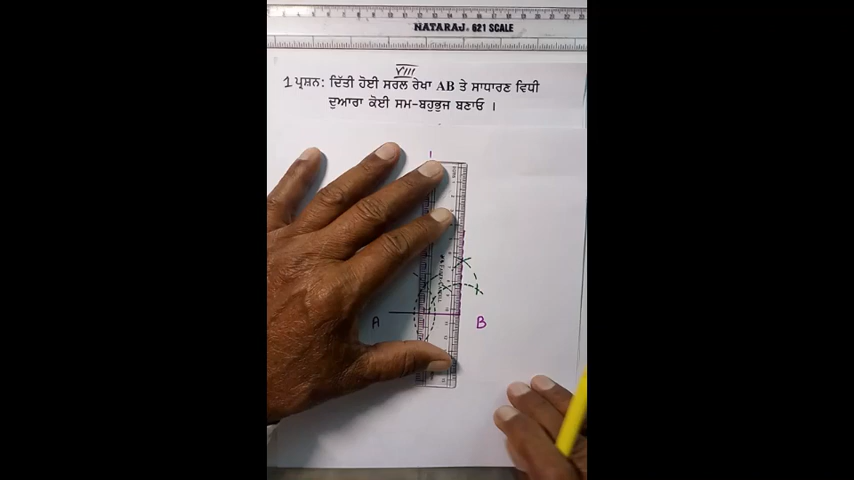 NATARAJ 621 SCALE
VIII
1 ਪ੍ਰਸ਼ਨ: ਦਿੱਤੀ ਹੋਈ ਸਰਲ ਰੇਖਾ AB ਤੇ ਸਾਧਾਰਣ ਵਿਧੀ
ਦੁਆਰਾ ਕੋਈ ਸਮ-ਬਹੁਭੁਜ ਬਣਾਓ ।
A B